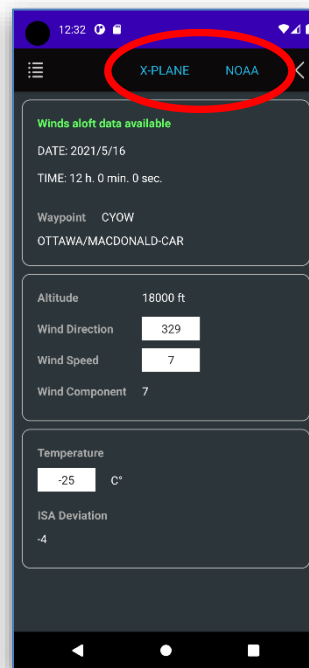 12:32
X-PLANE NOAA
Winds aloft data available
DATE: 2021/5/16
TIME: 12 h. 0 min. 0 sec.
Waypoint CYOW
OTTAWA/MACDONALD-CAR
Altitude 18000 ft
Wind Direction 329
Wind Speed 7
Wind Component 7
Temperature
-25 C°
ISA Deviation
-4